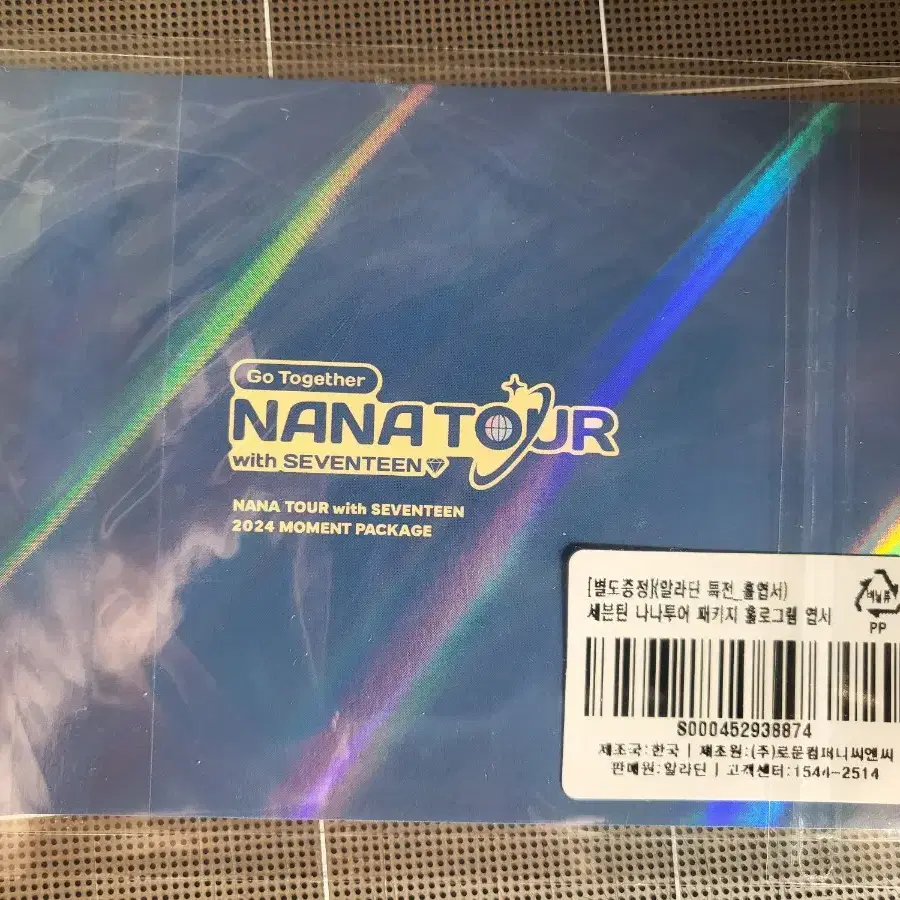 Go Together
NANA TOUR
with SEVENTEEN
NANA TOUR with SEVENTEEN
2024 MOMENT PACKAGE
[별도증정](알라딘 특전_홀엽서)
세븐틴 나나투어 패키지 홀로그램 엽서
비닐류
PP
S000452938874
제조국:한국 | 제조원:(주)로운컴퍼니씨앤씨
판매원:알라딘 | 고객센터:1544-2514